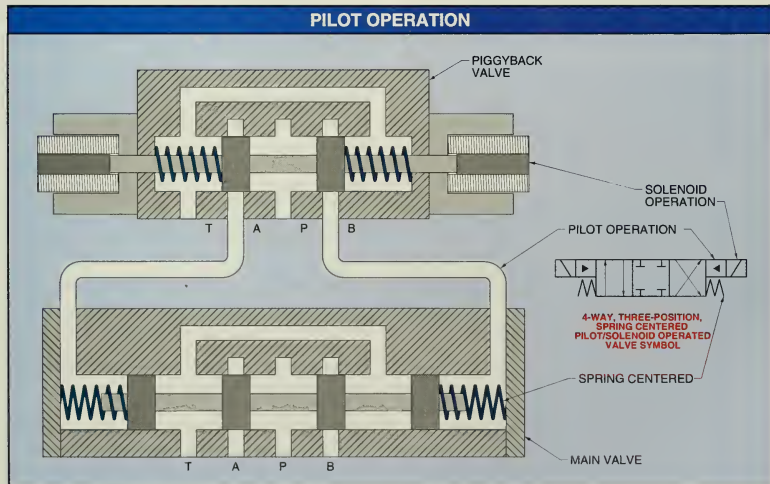 PILOT OPERATION
PIGGYBACK
VALVE
SOLENOID
OPERATION
T A P B
PILOT OPERATION
4-WAY, THREE-POSITION,
SPRING CENTERED
PILOT/SOLENOID OPERATED
VALVE SYMBOL
SPRING CENTERED
T A P B
MAIN VALVE